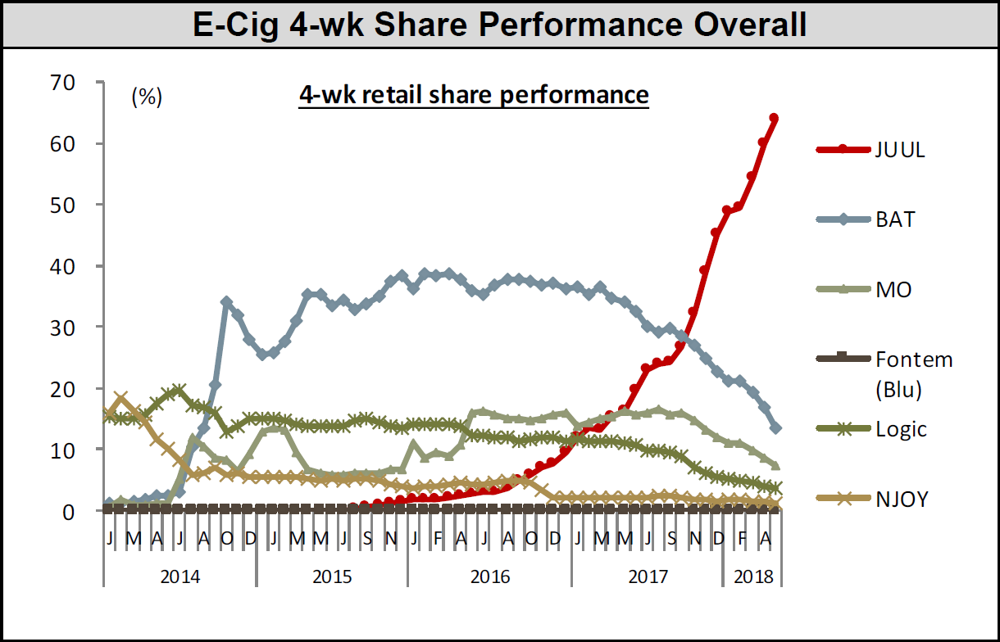 E-Cig 4-wk Share Performance Overall
(%)
4-wk retail share performance
70
60
50
40
30
20
10
0
JUUL
BAT
MO
Fontem
(Blu)
Logic
NJOY
J M A J A O D J M M J S N J F A J A O D J M M J S N D F A
2014 2015 2016 2017 2018